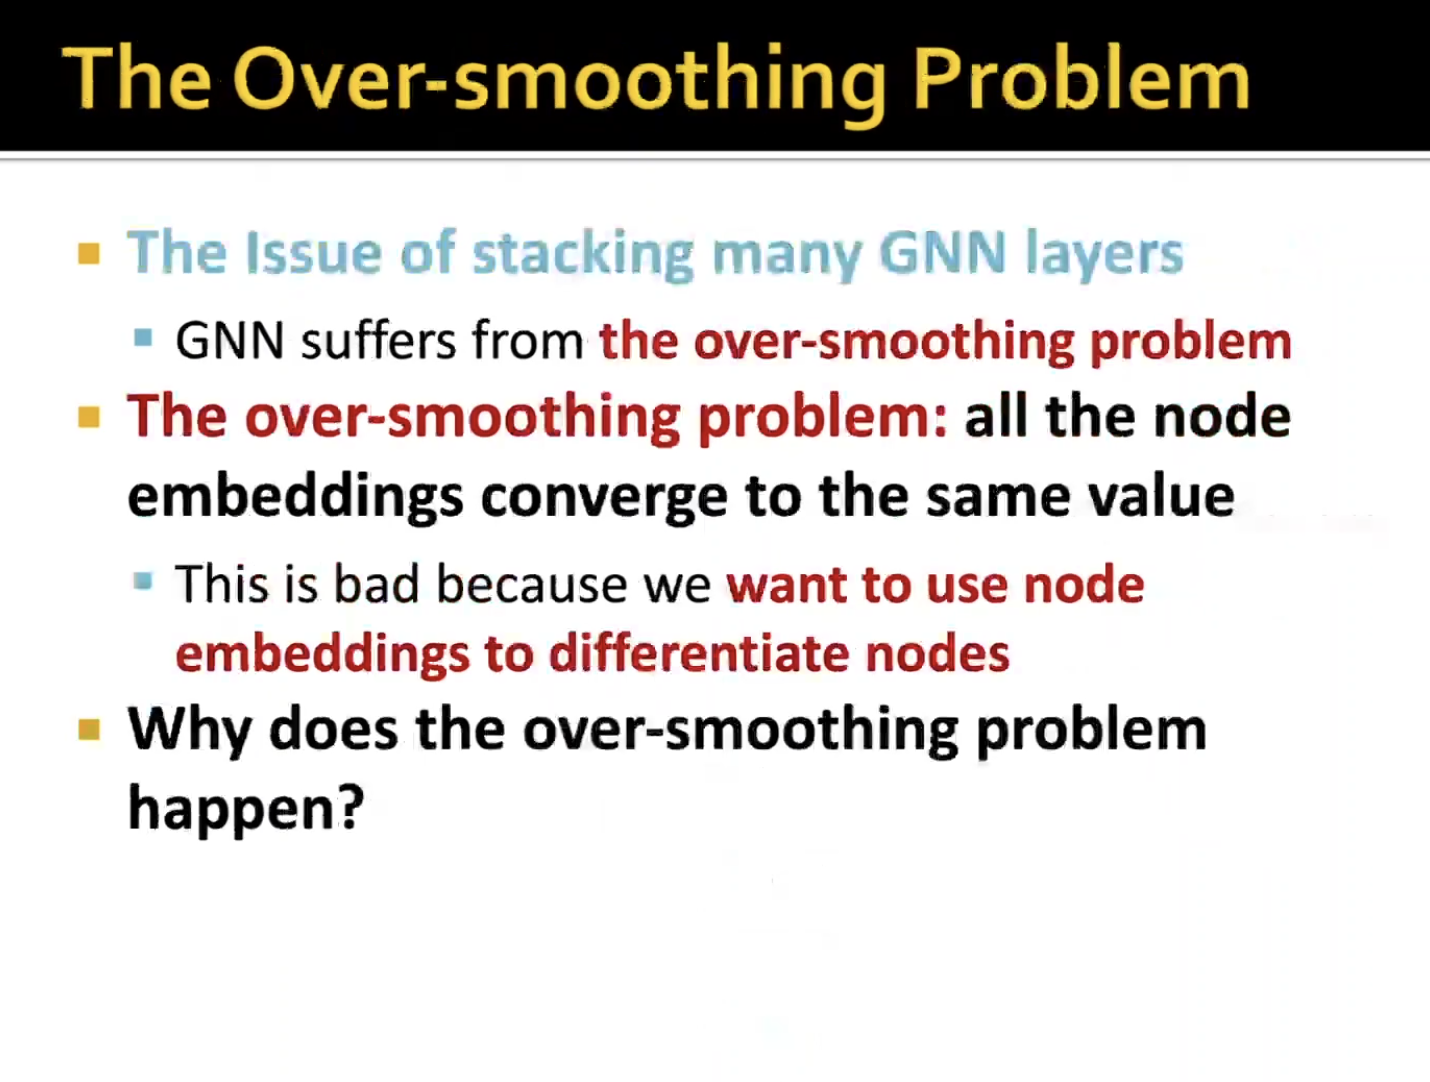 The Over-smoothing Problem
The Issue of stacking many GNN layers
GNN suffers from the over-smoothing problem
The over-smoothing problem: all the node
embeddings converge to the same value
This is bad because we want to use node
embeddings to differentiate nodes
Why does the over-smoothing problem
happen?